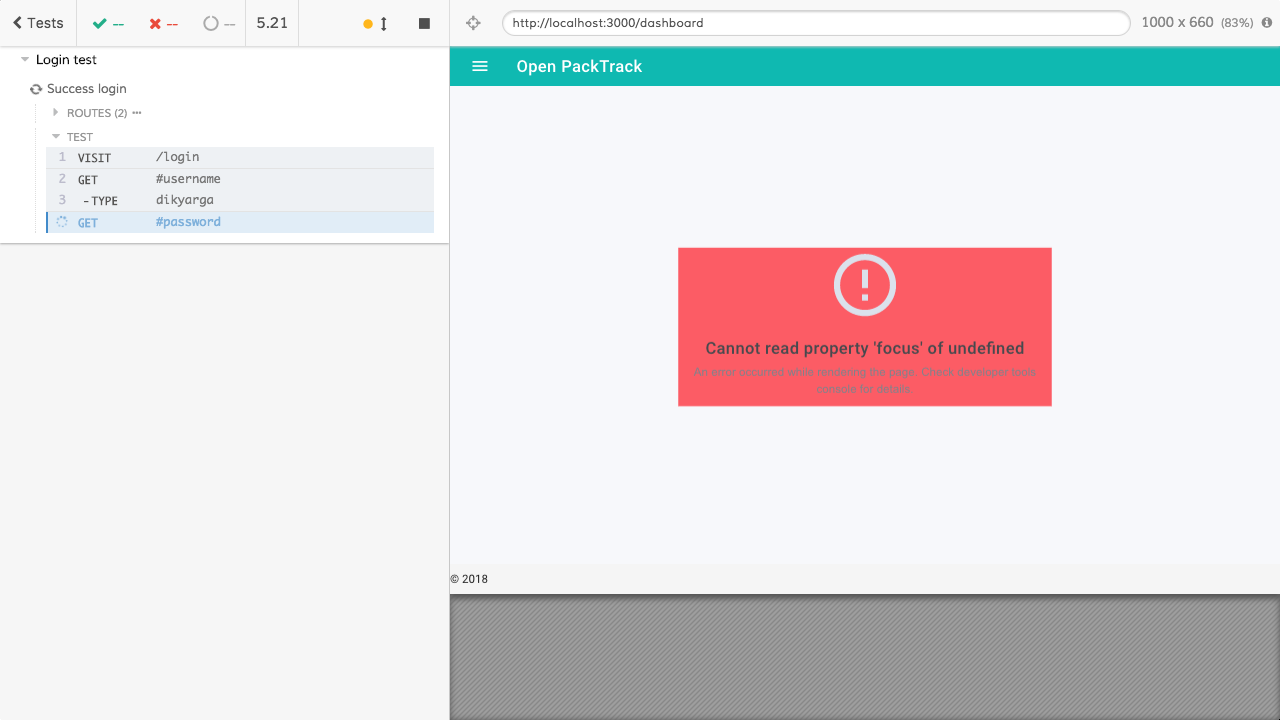 Tests
--
--
--
5.21
http://localhost:3000/dashboard
1000 x 660 (83%)
Login test
Success login
ROUTES (2)
TEST
1 VISIT /login
2 GET #username
3 -TYPE dikyarga
GET #password
Open PackTrack
Cannot read property 'focus' of undefined
An error occurred while rendering the page. Check developer tools
console for details.
© 2018